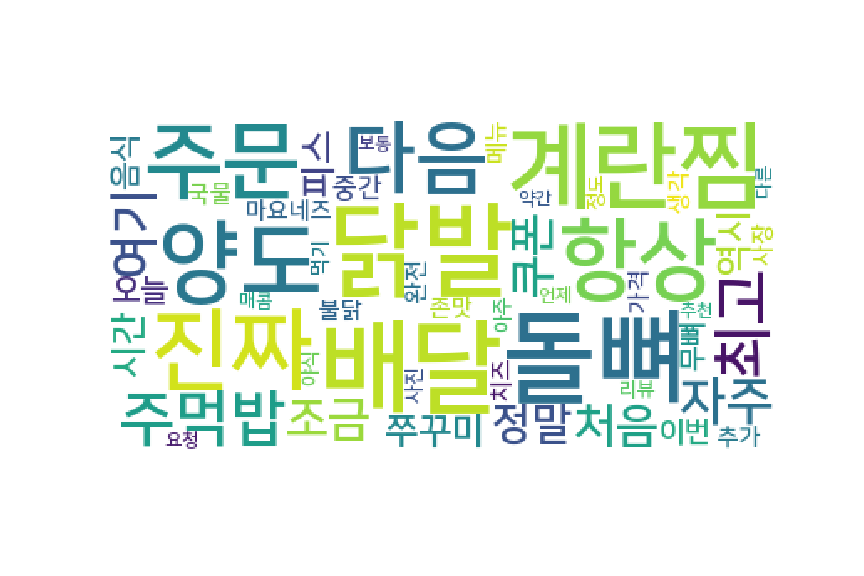 주문
다음
계란찜
음식
피스
보통
메뉴
국물
중간
약간
정도
생각
다른
마요네즈
여기
양도
닭발
쿠폰
항상
역시
사장
먹기
완전
오늘
매콤
불닭
존맛
아주
언제
가격
추천
최고
시간
진짜
배달
돌
무뼈
야식
사진
치즈
리뷰
자주
주먹밥
조금
쭈꾸미
정말
처음
이번
추가
요청